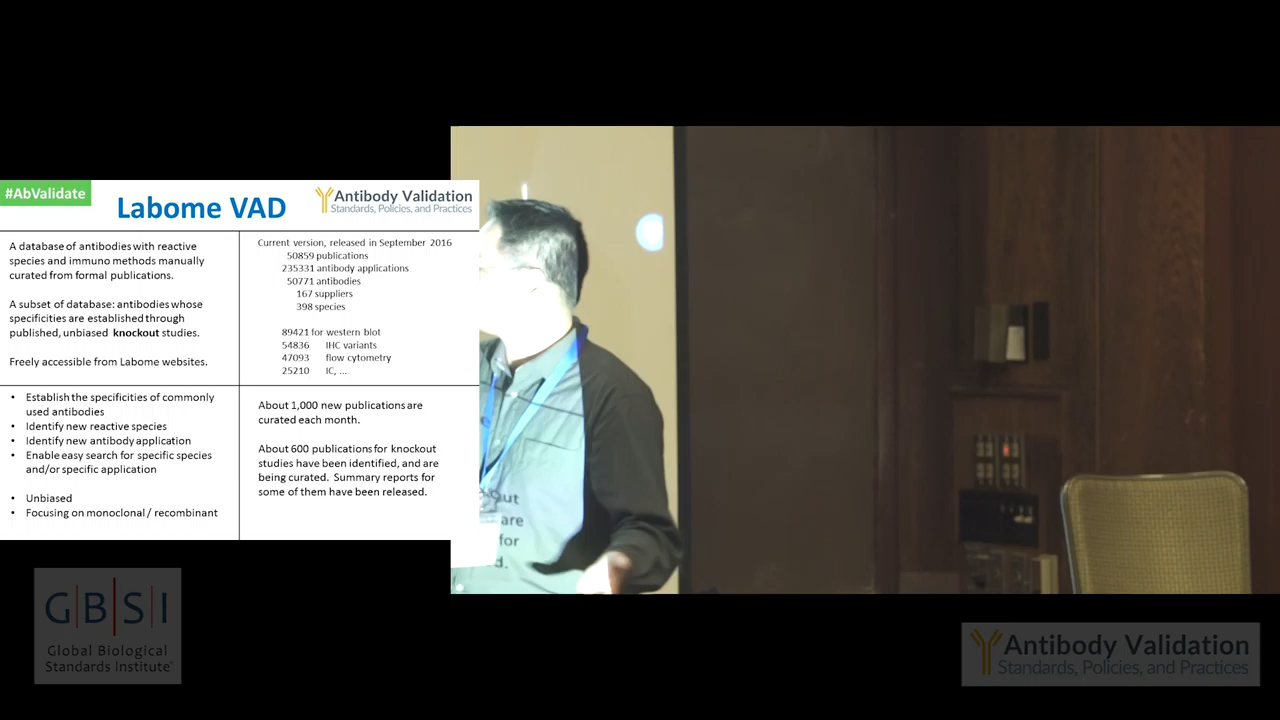 #AbValidate
Labome VAD
Antibody Validation
Standards, Policies, and Practices
A database of antibodies with reactive
species and immuno methods manually
curated from formal publications.
A subset of database: antibodies whose
specificities are established through
published, unbiased knockout studies.
Freely accessible from Labome websites.
Current version, released in September 2016
50859 publications
235331 antibody applications
50771 antibodies
167 suppliers
398 species
89421 for western blot
54836 IHC variants
47093 flow cytometry
25210 IC, ...
• Establish the specificities of commonly
used antibodies
• Identify new reactive species
• Identify new antibody application
• Enable easy search for specific species
and/or specific application
• Unbiased
• Focusing on monoclonal / recombinant
About 1,000 new publications are
curated each month.
About 600 publications for knockout
studies have been identified, and are
being curated. Summary reports for
some of them have been released.
out
are
for
d.
GBSI
Global Biological
Standards Institute
Antibody Validation
Standards, Policies, and Practices